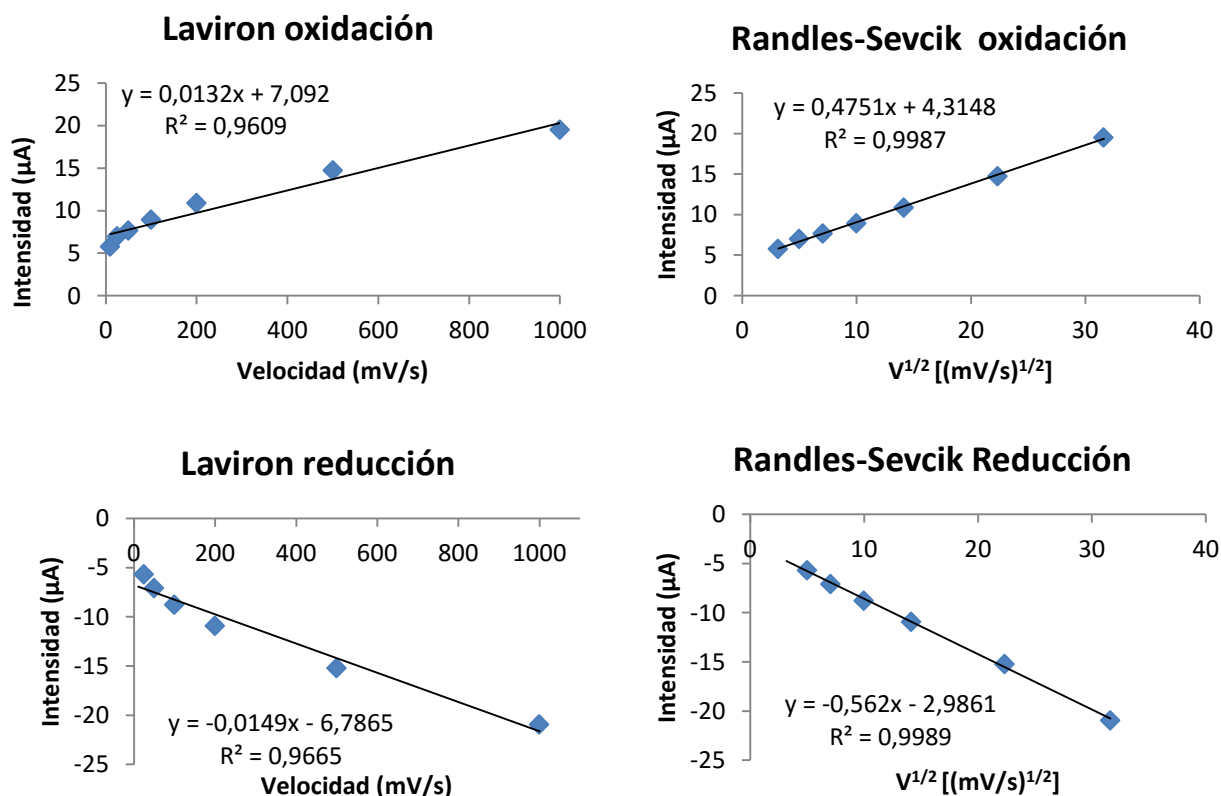 Laviron oxidación
y = 0,0132x + 7,092
R² = 0,9609
25
20
15
10
5
0
0 200 400 600 800 1000
Intensidad (µA)
Velocidad (mV/s)
Randles-Sevcik oxidación
y = 0,4751x + 4,3148
R² = 0,9987
25
20
15
10
5
0
0 10 20 30 40
Intensidad (µA)
V^1/2 [(mV/s)^1/2]
Laviron reducción
0
-5
-10
-15
-20
-25
0 200 400 600 800 1000
Intensidad (µA)
y = -0,0149x - 6,7865
R² = 0,9665
Velocidad (mV/s)
Randles-Sevcik Reducción
0
-5
-10
-15
-20
-25
0 10 20 30 40
Intensidad (µA)
y = -0,562x - 2,9861
R² = 0,9989
V^1/2 [(mV/s)^1/2]